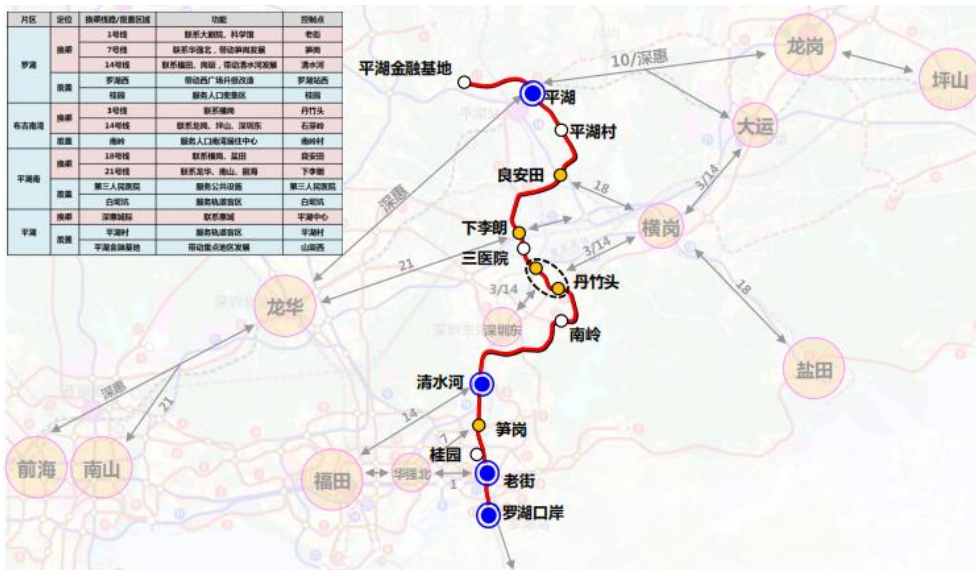 片区 定位 换乘线路/覆盖区域 功能 控制点
罗湖 换乘 1号线 联系大剧院、科学馆 老街
7号线 联系华强北，带动笋岗发展 笋岗
14号线 联系福田、岗厦，带动清水河发展 清水河
覆盖 罗湖西 带动西广场升级改造 罗湖站西
桂园 服务人口密集区 桂园
布吉南湾 换乘 3号线 联系横岗 丹竹头
14号线 联系龙岗、坪山、深圳东 石芽岭
覆盖 南岭 服务人口南湾居住中心 南岭村
平湖南 换乘 18号线 联系横岗、盐田 良安田
21号线 联系龙华、南山、前海 下李朗
覆盖 第三人民医院 服务公共设施 第三人民医院
白坭坑 服务轨道盲区 白坭坑
平湖 换乘 深惠城际 联系惠城 平湖中心
覆盖 平湖村 服务轨道盲区 平湖村
平湖金融基地 带动重点地区发展 山厦西
平湖金融基地
平湖
10/深惠
龙岗
坪山
平湖村
大运
良安田
18
3/14
深惠
下李朗
横岗
三医院
3/14
21
丹竹头
3/14
18
龙华
深圳东
南岭
盐田
清水河
深惠
21
14
笋岗
7
桂园
前海
南山
福田
华强北
1
老街
罗湖口岸